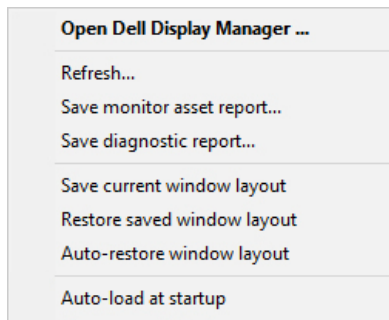 Open Dell Display Manager ...
Refresh...
Save monitor asset report...
Save diagnostic report...
Save current window layout
Restore saved window layout
Auto-restore window layout
Auto-load at startup